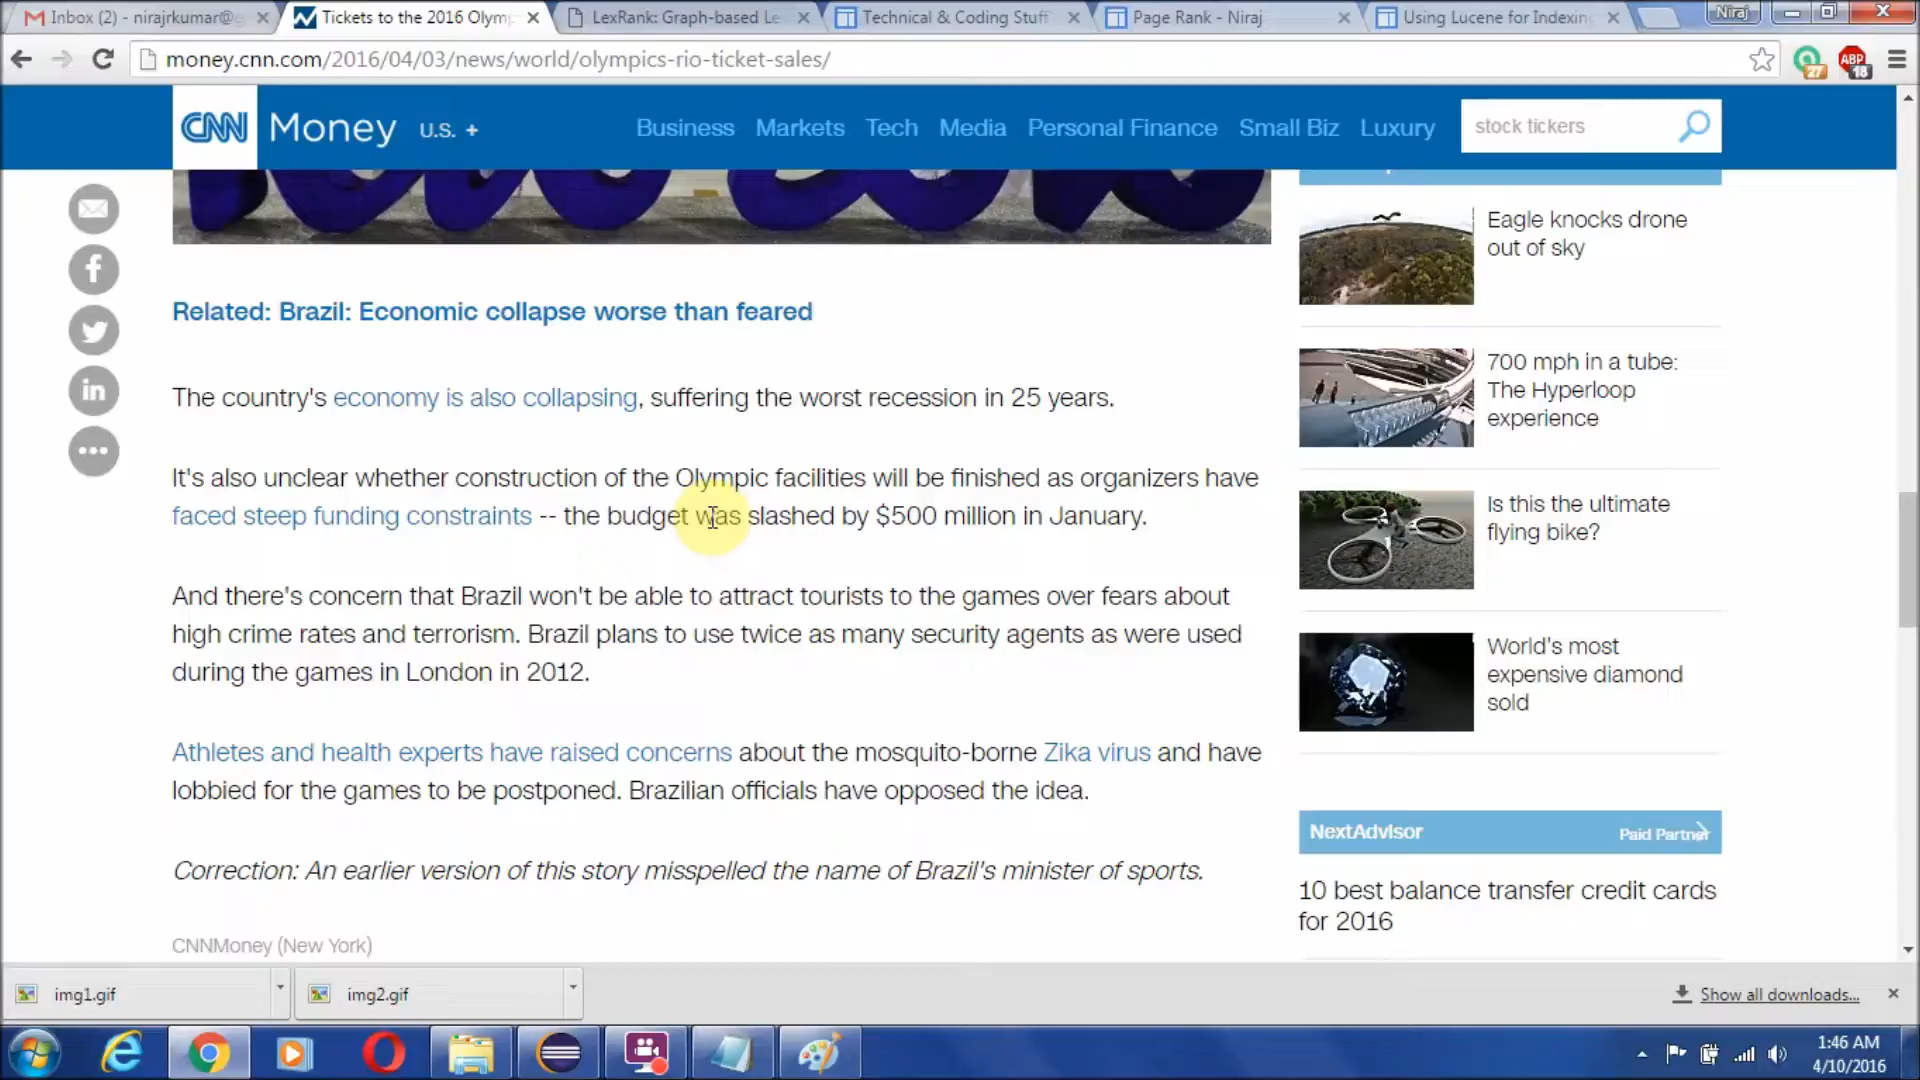 Inbox (2) - nirajrkumar@
Tickets to the 2016 Olymp
LexRank: Graph-based Le
Technical & Coding Stuff
Page Rank - Niraj
Using Lucene for Indexin
Niraj
money.cnn.com/2016/04/03/news/world/olympics-rio-ticket-sales/
27
ABP
18
CNN Money U.S. +
Business Markets Tech Media Personal Finance Small Biz Luxury
stock tickers
Related: Brazil: Economic collapse worse than feared
The country's economy is also collapsing, suffering the worst recession in 25 years.
It's also unclear whether construction of the Olympic facilities will be finished as organizers have
faced steep funding constraints -- the budget was slashed by $500 million in January.
And there's concern that Brazil won't be able to attract tourists to the games over fears about
high crime rates and terrorism. Brazil plans to use twice as many security agents as were used
during the games in London in 2012.
Athletes and health experts have raised concerns about the mosquito-borne Zika virus and have
lobbied for the games to be postponed. Brazilian officials have opposed the idea.
Correction: An earlier version of this story misspelled the name of Brazil's minister of sports.
CNNMoney (New York)
Eagle knocks drone
out of sky
700 mph in a tube:
The Hyperloop
experience
Is this the ultimate
flying bike?
World's most
expensive diamond
sold
NextAdvisor
Paid Partner
10 best balance transfer credit cards
for 2016
img1.gif
img2.gif
Show all downloads...
1:46 AM
4/10/2016